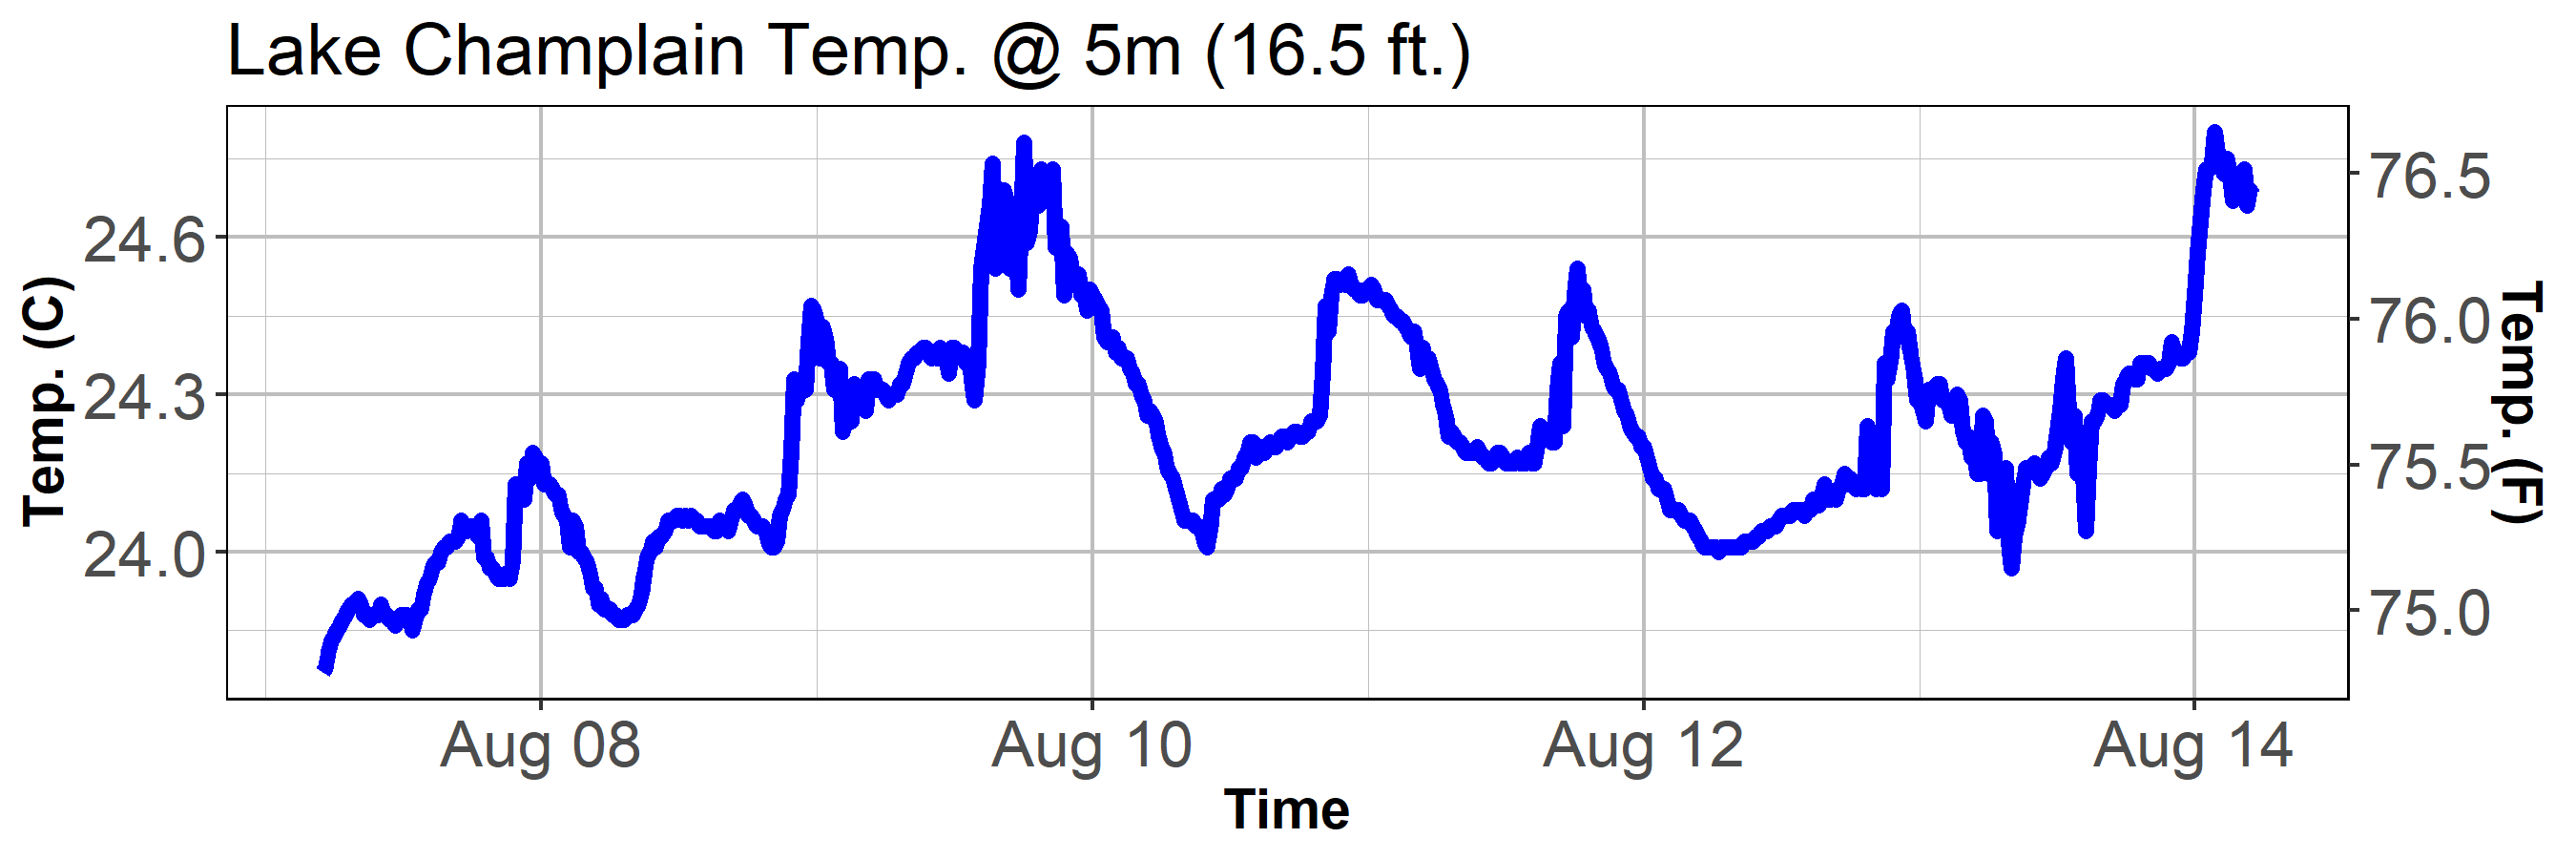 Lake Champlain Temp. @ 5m (16.5 ft.)
Temp. (C)
24.6
24.3
24.0
76.5
76.0
75.5
75.0
Temp. (F)
Aug 08
Aug 10
Aug 12
Aug 14
Time